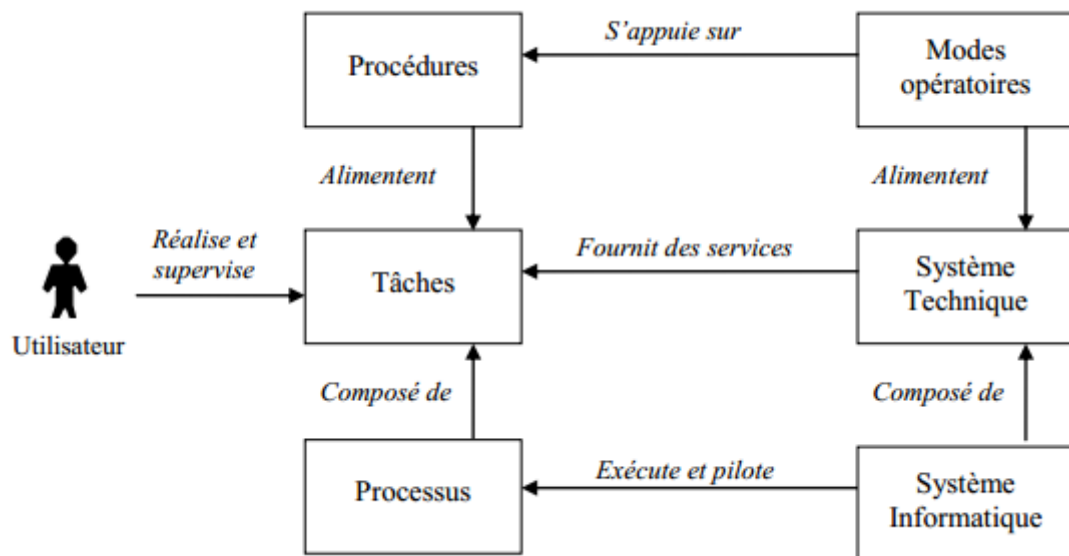 S'appuie sur
Procédures
Modes
opératoires
Alimentent
Alimentent
Réalise et
supervise
Fournit des services
Tâches
Système
Technique
Utilisateur
Composé de
Composé de
Exécute et pilote
Processus
Système
Informatique